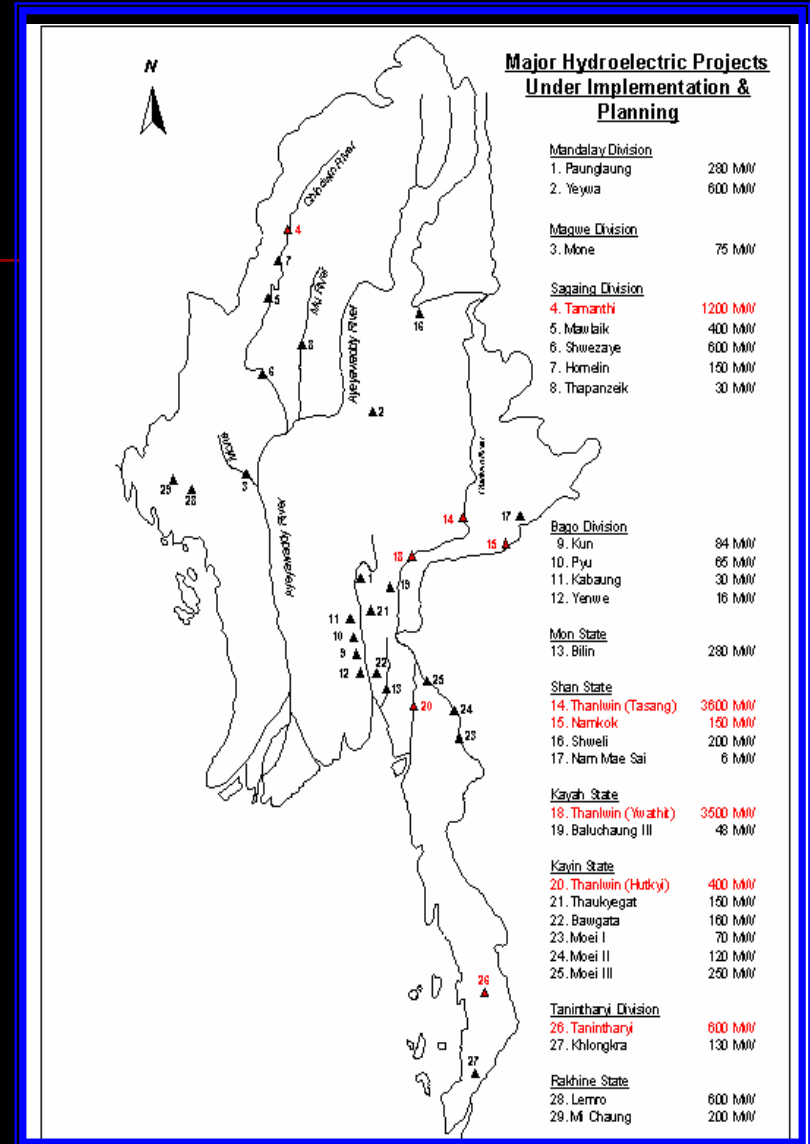 Major Hydroelectric Projects
Under Implementation &
Planning
N
Mandalay Division
1. Paunglaung 280 MW
2. Yeywa 600 MW
Magwe Division
3. Mone 75 MW
Sagaing Division
4. Tamanthi 1200 MW
5. Mawlaik 400 MW
6. Shwezaye 600 MW
7. Homelin 150 MW
8. Thapanzeik 30 MW
Bago Division
9. Kun 84 MW
10. Pyu 65 MW
11. Kabaung 30 MW
12. Yenwe 16 MW
Mon State
13. Bilin 280 MW
Shan State
14. Thanlwin (Tasang) 3600 MW
15. Namkok 150 MW
16. Shweli 200 MW
17. Nam Mae Sai 6 MW
Kayah State
18. Thanlwin (Ywathit) 3500 MW
19. Baluchaung III 48 MW
Kayin State
20. Thanlwin (Hutkyi) 400 MW
21. Thaukyegat 150 MW
22. Bawgata 160 MW
23. Moei I 70 MW
24. Moei II 120 MW
25. Moei III 250 MW
Tanintharyi Division
26. Tanintharyi 600 MW
27. Khlongkra 130 MW
Rakhine State
28. Lemro 600 MW
29. Mi Chaung 200 MW
River
4
7
5
Mu River
16
8
Ayeyawaddy River
6
2
Mone
3
29
28
14
17
15
Ayeyawaddy River
18
1
19
21
11
10
9
12
22
13
25
20
24
23
26
27